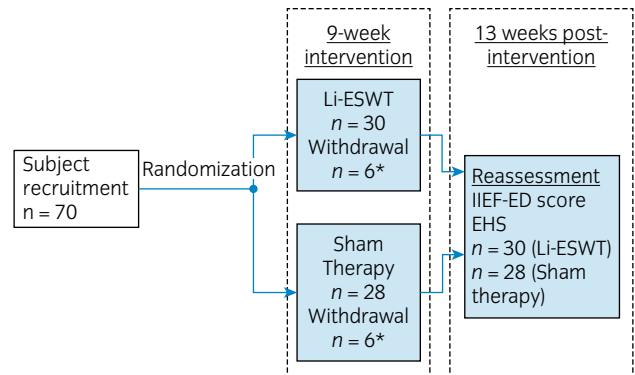 9-week
intervention
13 weeks post-
intervention
Subject
recruitment
n = 70
Randomization
Li-ESWT
n = 30
Withdrawal
n = 6*
Sham
Therapy
n = 28
Withdrawal
n = 6*
Reassessment
IIEF-ED score
EHS
n = 30 (Li-ESWT)
n = 28 (Sham
therapy)